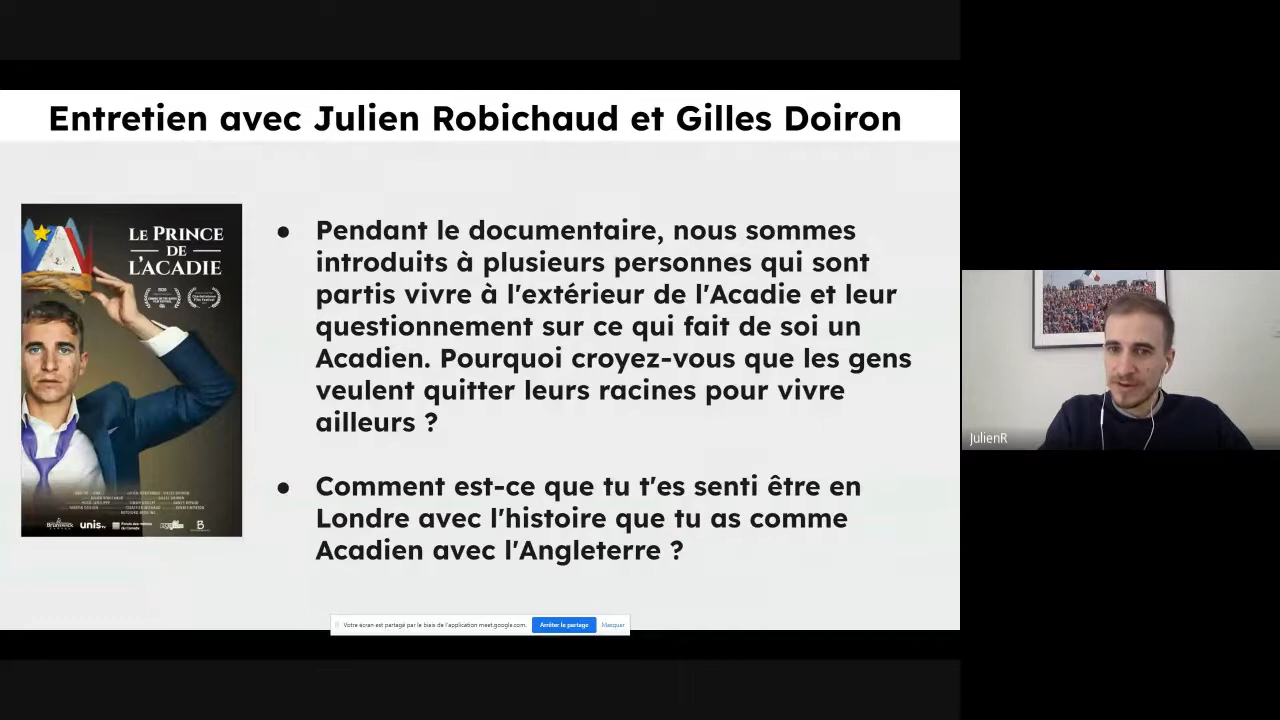 Entretien avec Julien Robichaud et Gilles Doiron
LE PRINCE
DE
L'ACADIE
● Pendant le documentaire, nous sommes
introduits à plusieurs personnes qui sont
partis vivre à l'extérieur de l'Acadie et leur
questionnement sur ce qui fait de soi un
Acadien. Pourquoi croyez-vous que les gens
veulent quitter leurs racines pour vivre
ailleurs ?
● Comment est-ce que tu t'es senti être en
Londre avec l'histoire que tu as comme
Acadien avec l'Angleterre ?
unis
Votre écran est partagé par le biais de l'application meet.google.com. Arrêter le partage Masquer
JulienR